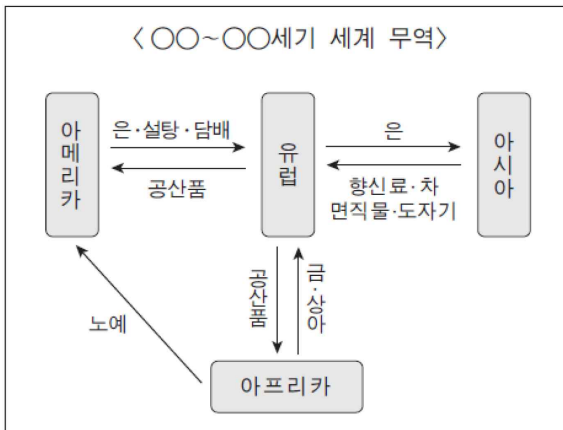 〈 ○○~○○세기 세계 무역〉
아메리카
은·설탕·담배
공산품
유럽
은
향신료·차
면직물·도자기
아시아
공산품
금·상아
노예
아프리카